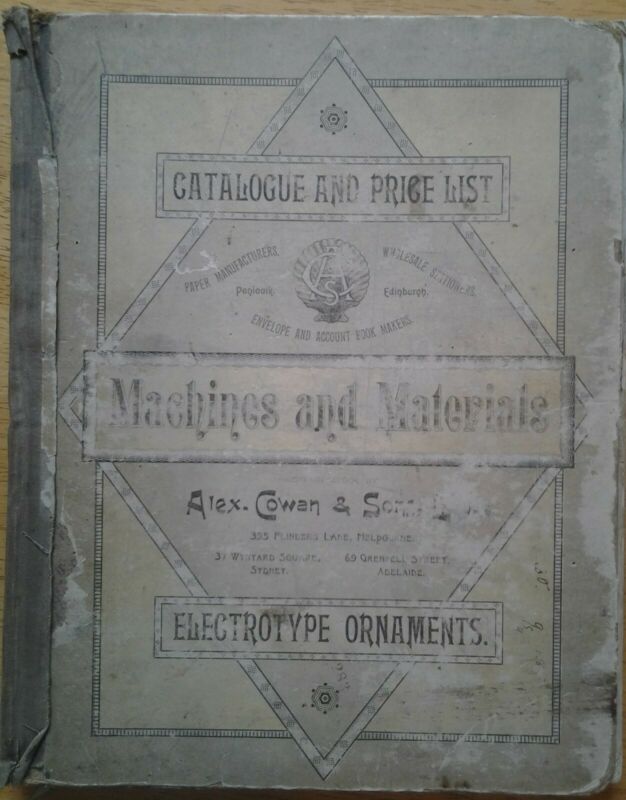 CATALOGUE AND PRICE LIST
PAPER MANUFACTURERS. WHOLESALE STATIONERS.
Penicuik. Edinburgh.
ENVELOPE AND ACCOUNT BOOK MAKERS.
Machines and Materials
Alex. Cowan & Sons
395 FLINDERS LANE, MELBOURNE.
37 WYNYARD SQUARE, 69 GRENFELL STREET,
SYDNEY. ADELAIDE.
ELECTROTYPE ORNAMENTS.